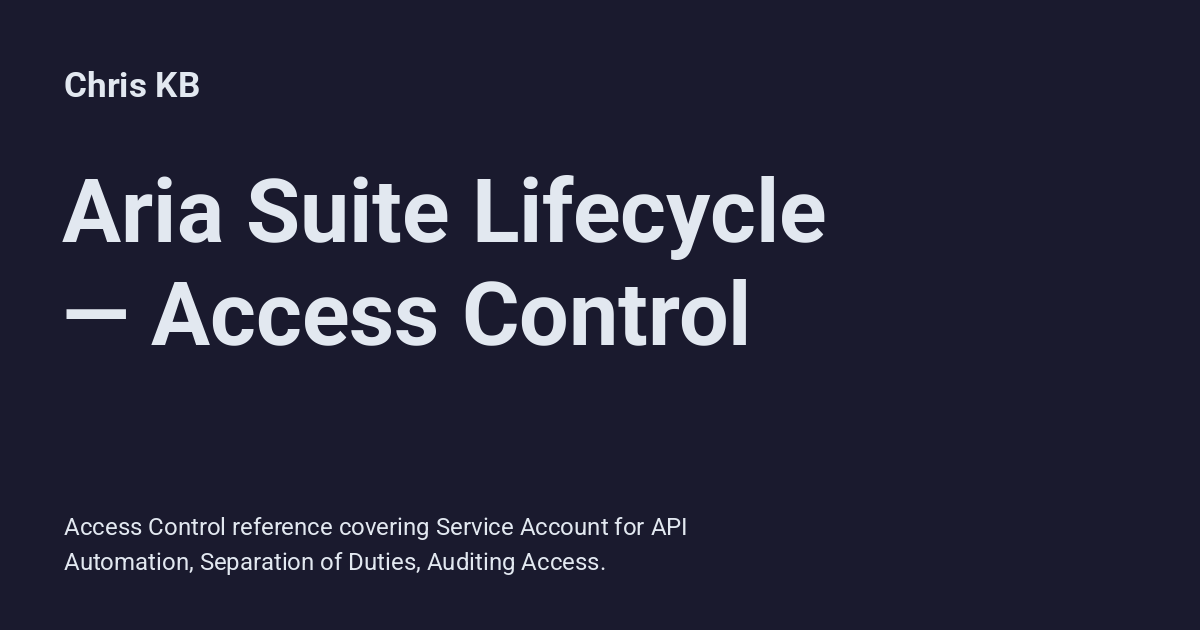 Chris KB
Aria Suite Lifecycle
— Access Control
Access Control reference covering Service Account for API
Automation, Separation of Duties, Auditing Access.